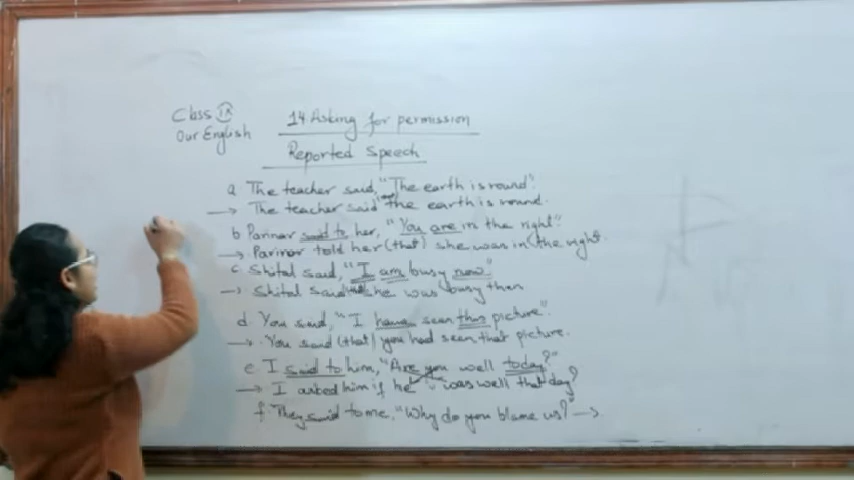 Class IX
Our English
14 Asking for permission
Reported Speech
a The teacher said, "The earth is round".
→ The teacher said that the earth is round.
b Parinor said to her, "You are in the right".
→ Parinor told her (that) she was in the right.
c Shital said, "I am busy now"
→ Shital said that she was busy then.
d You said, "I have seen this picture".
→ You said (that) you had seen that picture.
e I said to him, "Are you well today?"
→ I asked him if he was well that day?
f They said to me, "Why do you blame us?" →